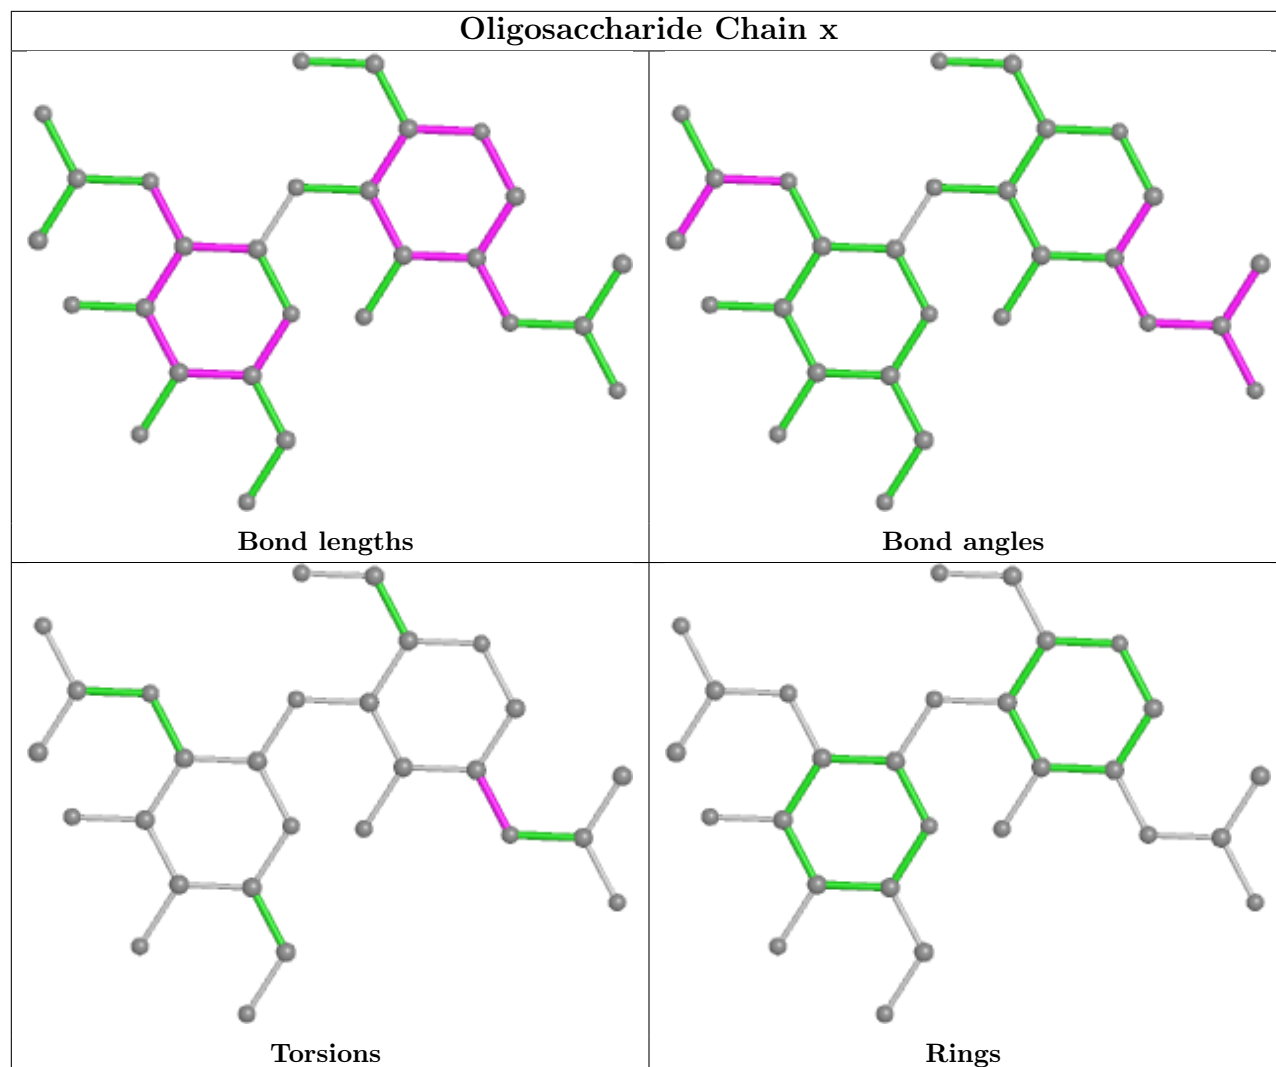 Oligosaccharide Chain x
Bond lengths
Bond angles
Torsions
Rings